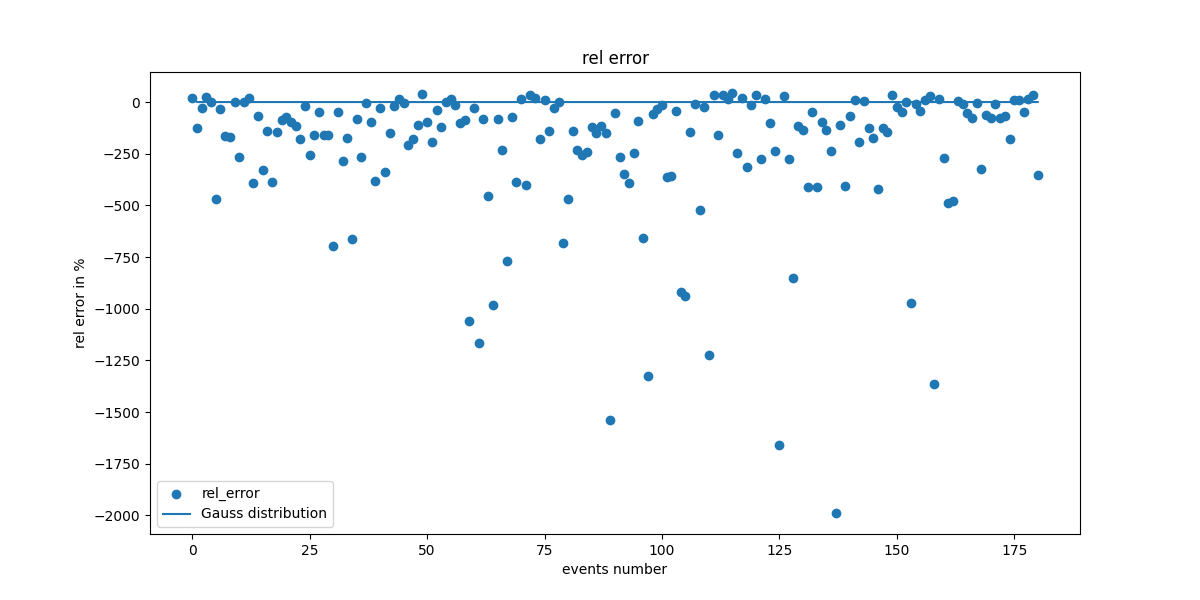 rel error
0
−250
−500
−750
−1000
−1250
−1500
−1750
−2000
rel error in %
rel_error
Gauss distribution
0 25 50 75 100 125 150 175
events number